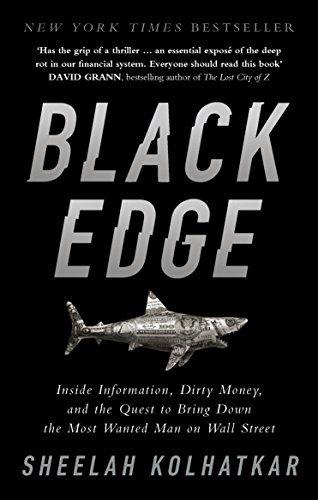 NEW YORK TIMES BESTSELLER
‘Has the grip of a thriller ... an essential exposé of the deep
rot in our financial system. Everyone should read this book’
DAVID GRANN, bestselling author of The Lost City of Z
BLACK
EDGE
100
Inside Information, Dirty Money,
and the Quest to Bring Down
the Most Wanted Man on Wall Street
SHEELAH KOLHATKAR